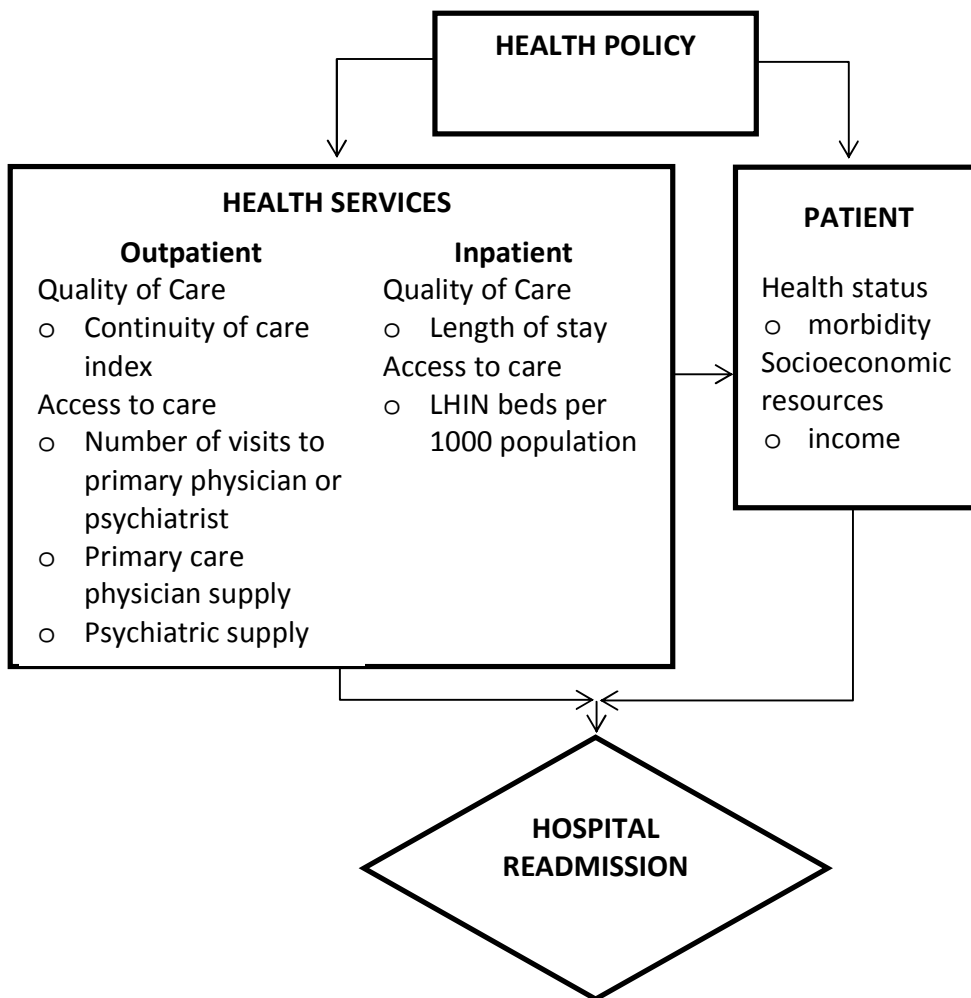 HEALTH POLICY
HEALTH SERVICES
Outpatient
Quality of Care
o Continuity of care
index
Access to care
o Number of visits to
primary physician or
psychiatrist
o Primary care
physician supply
o Psychiatric supply
Inpatient
Quality of Care
o Length of stay
Access to care
o LHIN beds per
1000 population
PATIENT
Health status
o morbidity
Socioeconomic
resources
o income
HOSPITAL
READMISSION